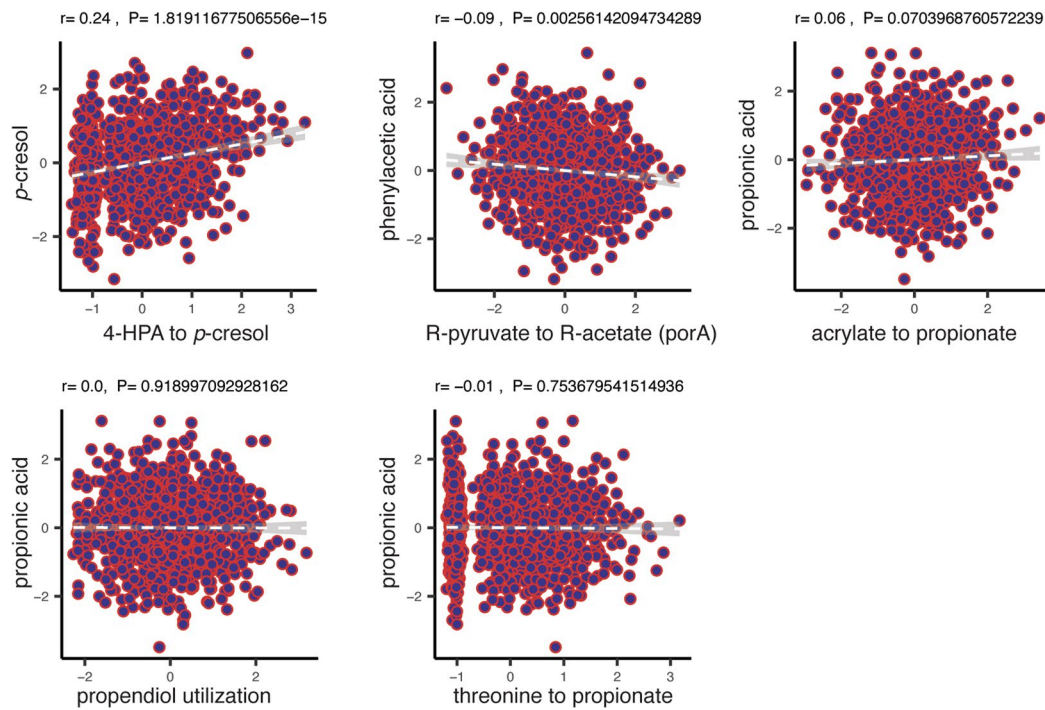 r= 0.24 , P= 1.81911677506556e−15
p-cresol
2
0
−2
−1 0 1 2 3
4-HPA to p-cresol
r= −0.09 , P= 0.00256142094734289
phenylacetic acid
2
0
−2
−2 0 2
R-pyruvate to R-acetate (porA)
r= 0.06 , P= 0.0703968760572239
propionic acid
2
0
−2
−2 0 2
acrylate to propionate
r= 0.0, P= 0.918997092928162
propionic acid
2
0
−2
−2 0 2
propendiol utilization
r= −0.01 , P= 0.753679541514936
propionic acid
2
0
−2
−1 0 1 2 3
threonine to propionate